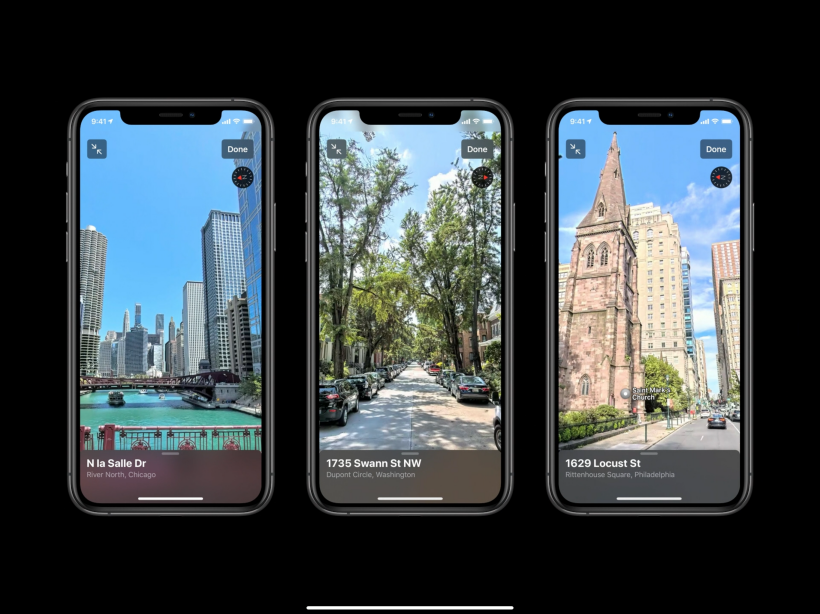 9:41
Done
N la Salle Dr
River North, Chicago
9:41
Done
1735 Swann St NW
Dupont Circle, Washington
9:41
Done
Saint Mark's
Church
1629 Locust St
Rittenhouse Square, Philadelphia